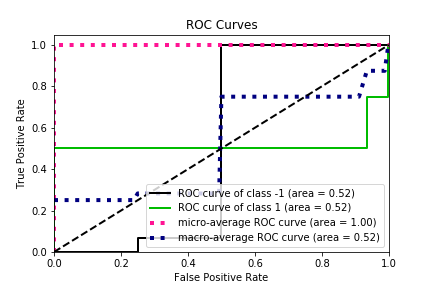 ROC Curves
1.0
0.8
0.6
0.4
0.2
0.0
True Positive Rate
ROC curve of class -1 (area = 0.52)
ROC curve of class 1 (area = 0.52)
micro-average ROC curve (area = 1.00)
macro-average ROC curve (area = 0.52)
0.0 0.2 0.4 0.6 0.8 1.0
False Positive Rate